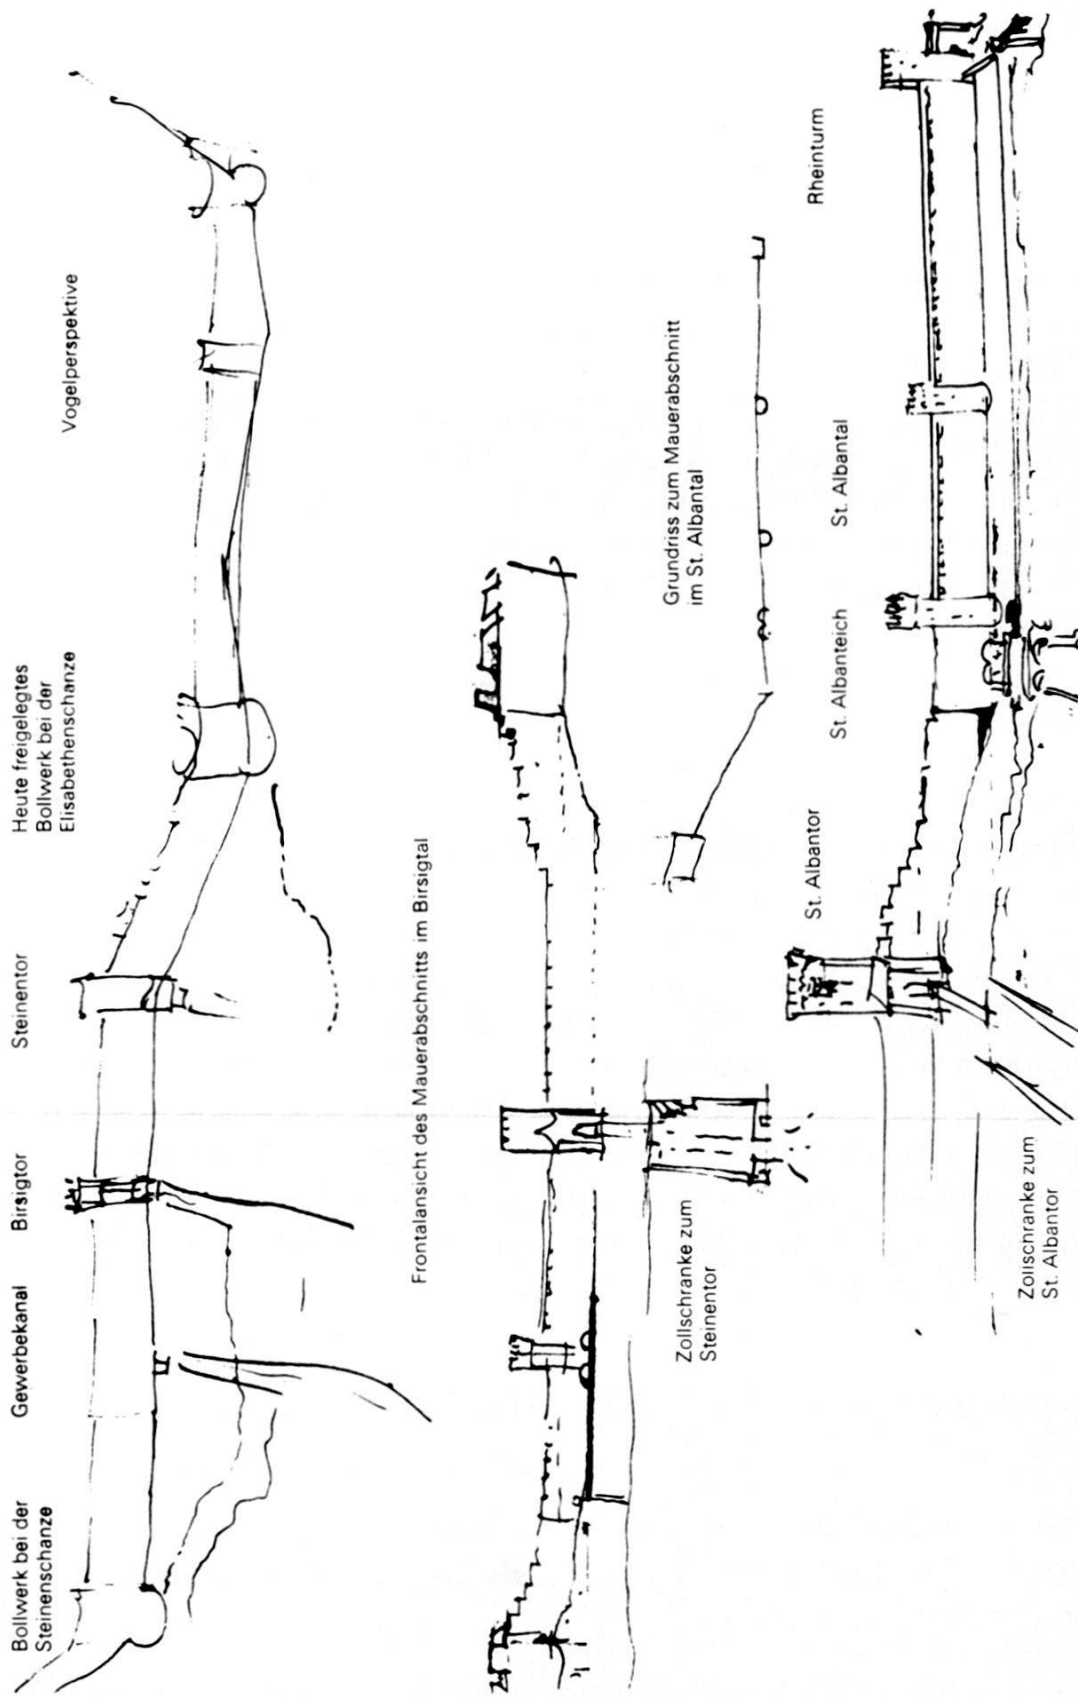 Bollwerk bei der
Steinenschanze
Gewerbekanal
Birsigtor
Steinentor
Heute freigelegtes
Bollwerk bei der
Elisabethenschanze
Vogelperspektive
Frontalansicht des Mauerabschnitts im Birsigtal
Zollschranke zum
Steinentor
Grundriss zum Mauerabschnitt
im St. Albantal
St. Albantor
St. Albanteich
St. Albantal
Rheinturm
Zollschranke zum
St. Albantor